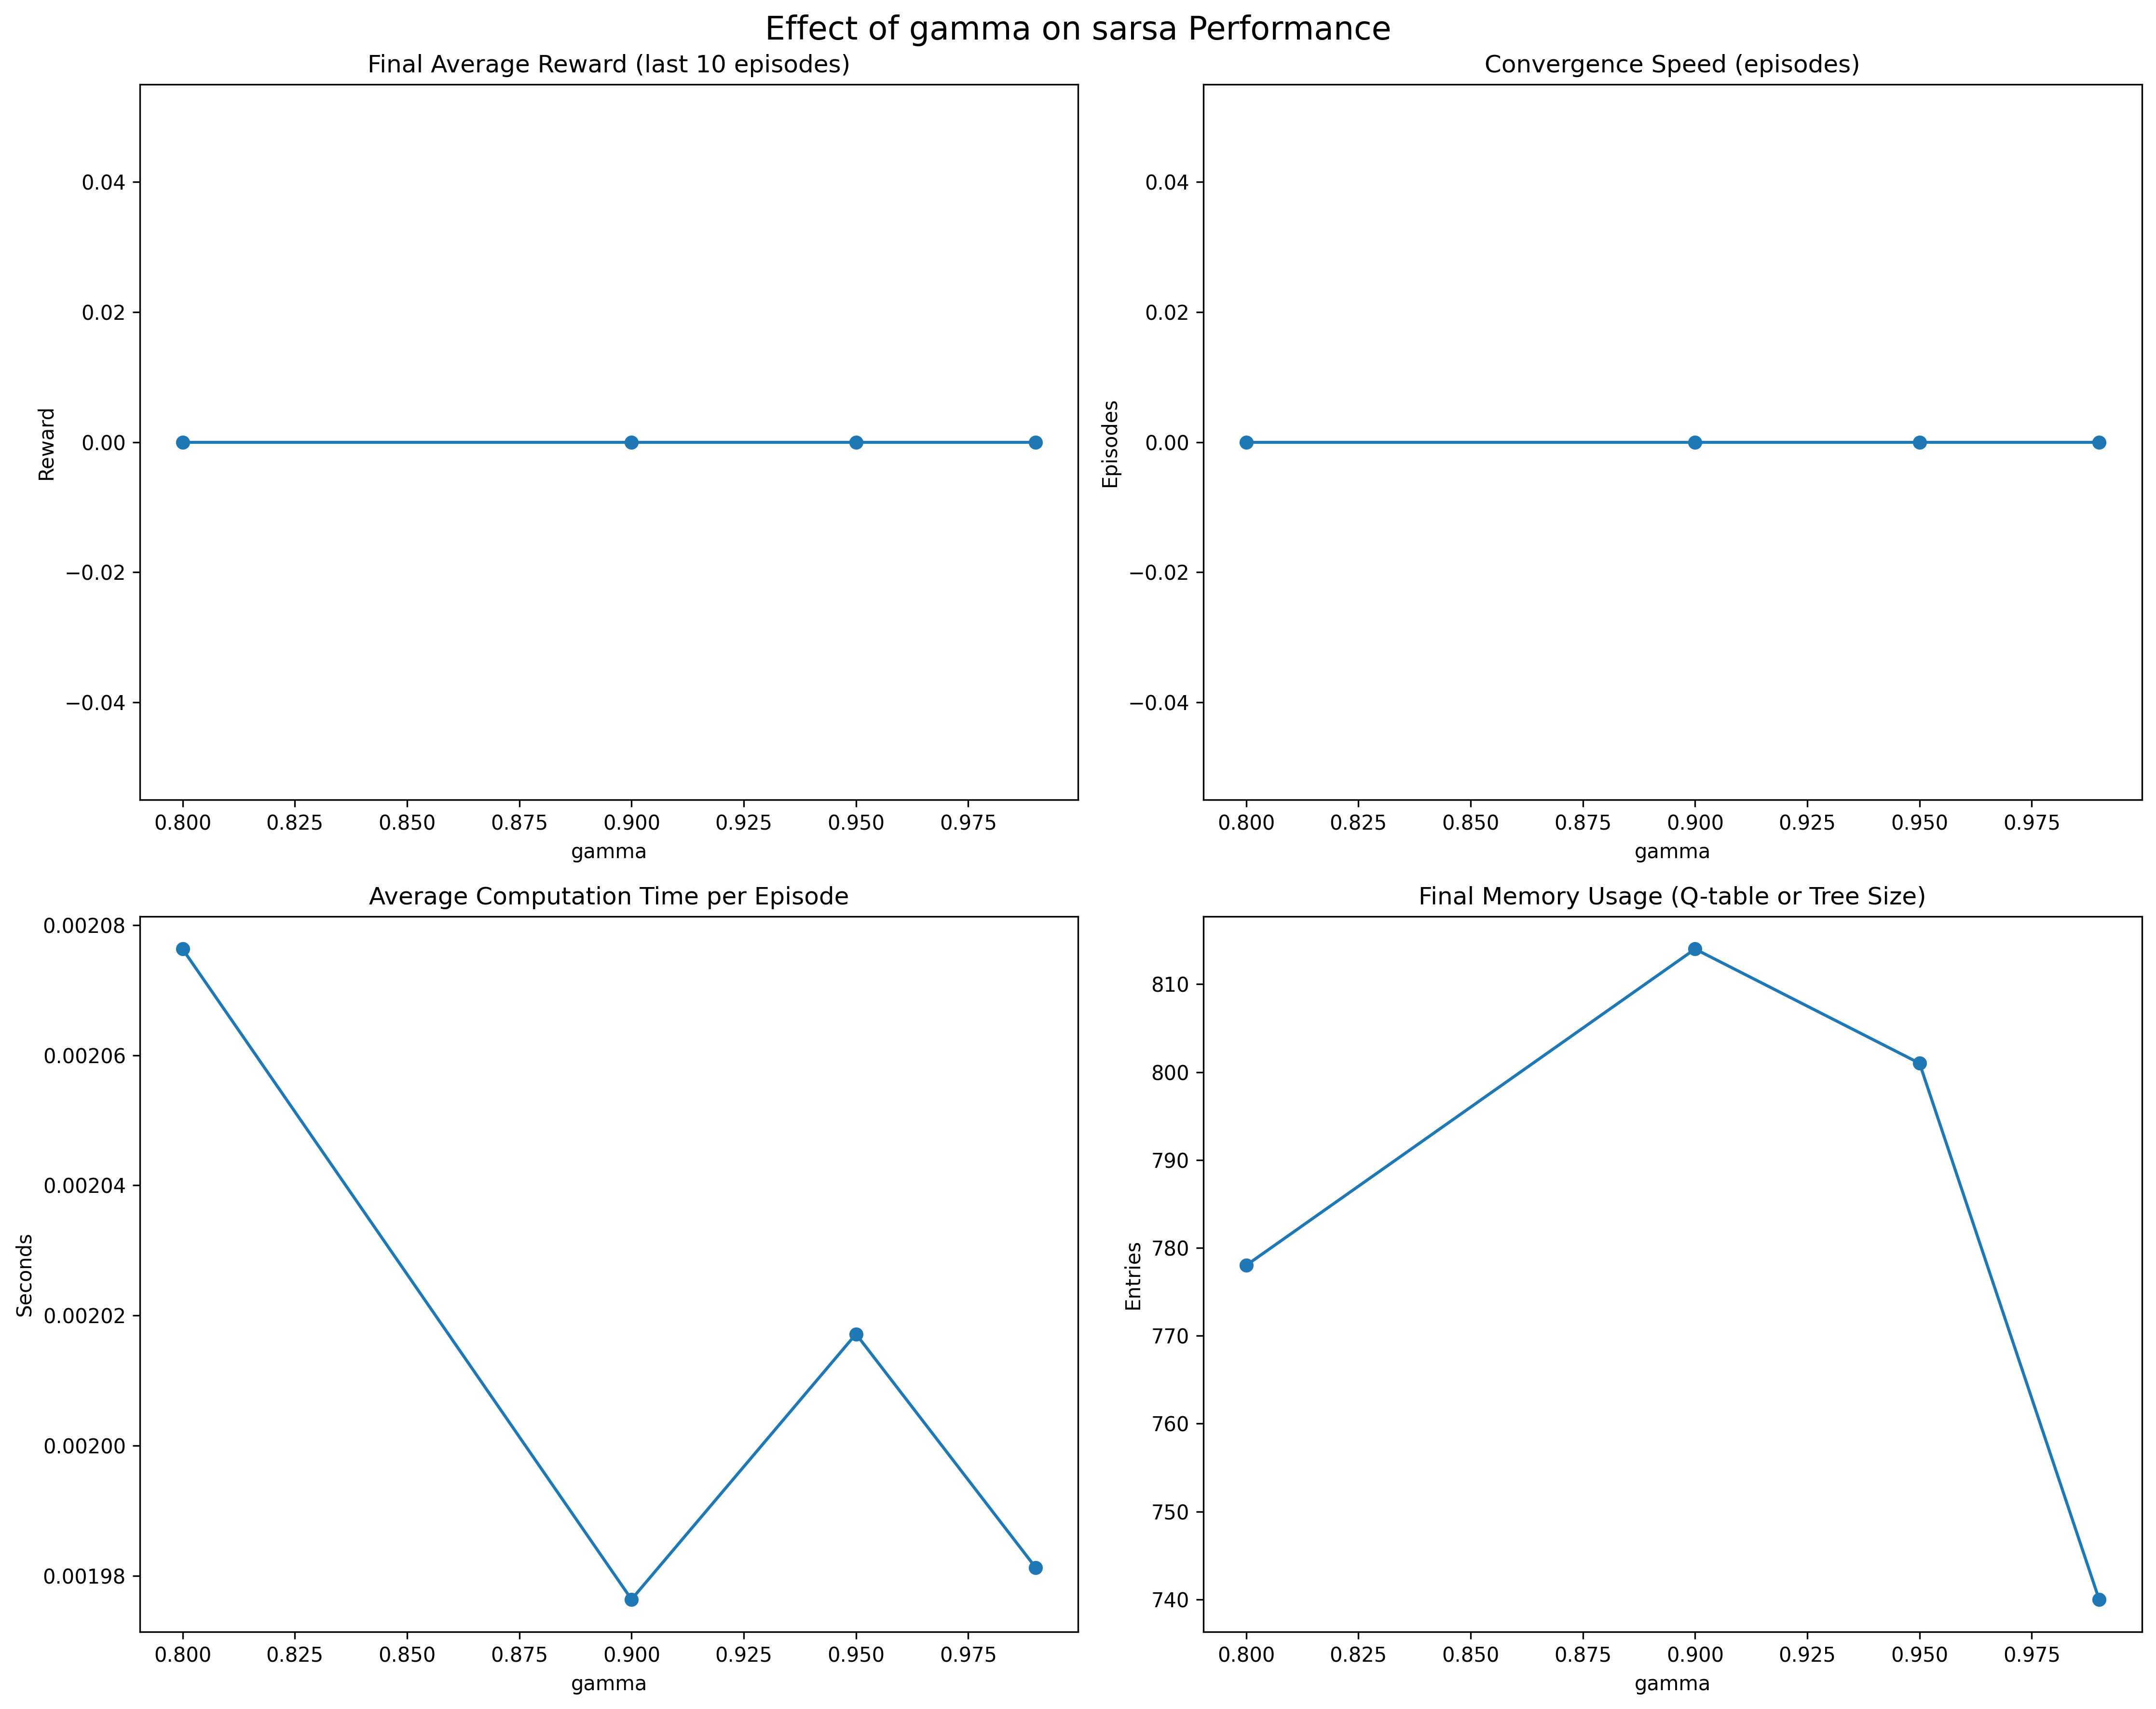 Effect of gamma on sarsa Performance
Final Average Reward (last 10 episodes)
0.04
0.02
0.00
−0.02
−0.04
Reward
0.800 0.825 0.850 0.875 0.900 0.925 0.950 0.975
gamma
Convergence Speed (episodes)
0.04
0.02
0.00
−0.02
−0.04
Episodes
0.800 0.825 0.850 0.875 0.900 0.925 0.950 0.975
gamma
Average Computation Time per Episode
0.00208
0.00206
0.00204
0.00202
0.00200
0.00198
Seconds
0.800 0.825 0.850 0.875 0.900 0.925 0.950 0.975
gamma
Final Memory Usage (Q-table or Tree Size)
810
800
790
780
770
760
750
740
Entries
0.800 0.825 0.850 0.875 0.900 0.925 0.950 0.975
gamma